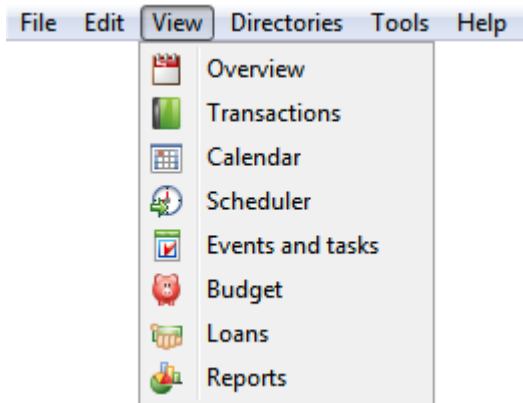 File Edit View Directories Tools Help
Overview
Transactions
Calendar
Scheduler
Events and tasks
Budget
Loans
Reports